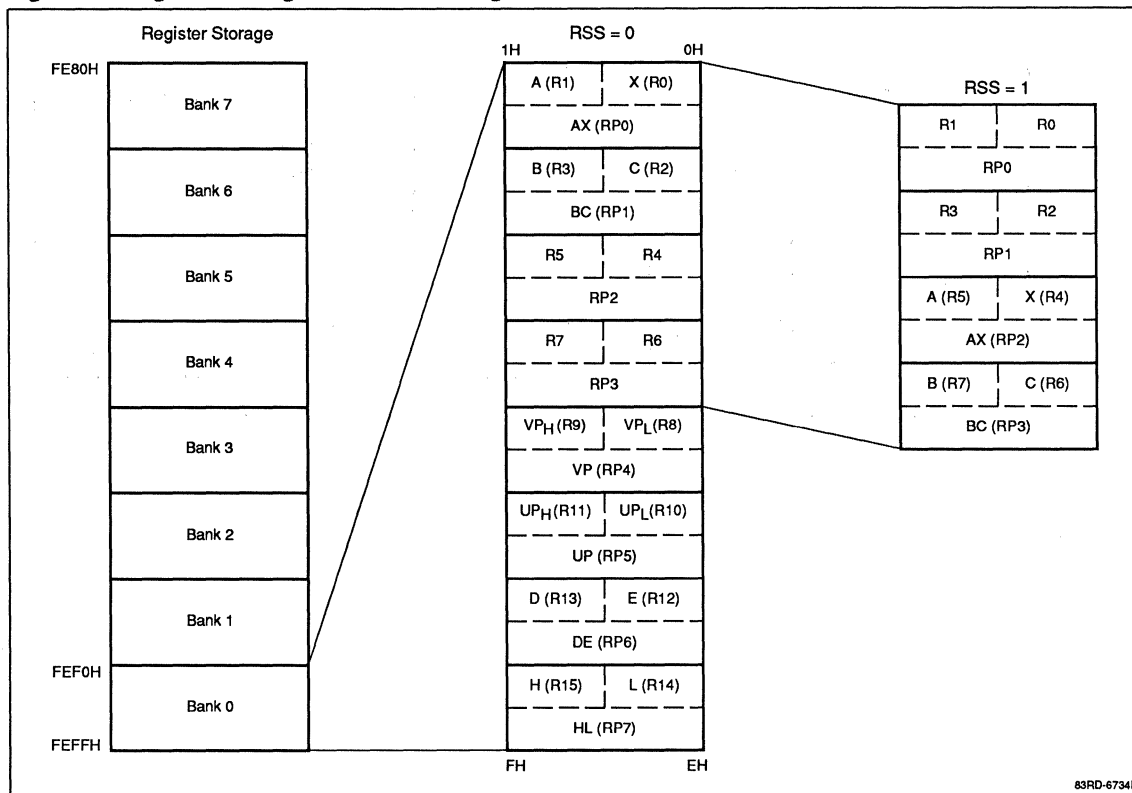 Register Storage
RSS = 0
1H 0H
FE80H
Bank 7
Bank 6
Bank 5
Bank 4
Bank 3
Bank 2
Bank 1
FEF0H
Bank 0
FEFFH
A (R1) X (R0)
AX (RP0)
B (R3) C (R2)
BC (RP1)
R5 R4
RP2
R7 R6
RP3
VPH (R9) VPL (R8)
VP (RP4)
UPH (R11) UPL (R10)
UP (RP5)
D (R13) E (R12)
DE (RP6)
H (R15) L (R14)
HL (RP7)
FH EH
RSS = 1
R1 R0
RP0
R3 R2
RP1
A (R5) X (R4)
AX (RP2)
B (R7) C (R6)
BC (RP3)